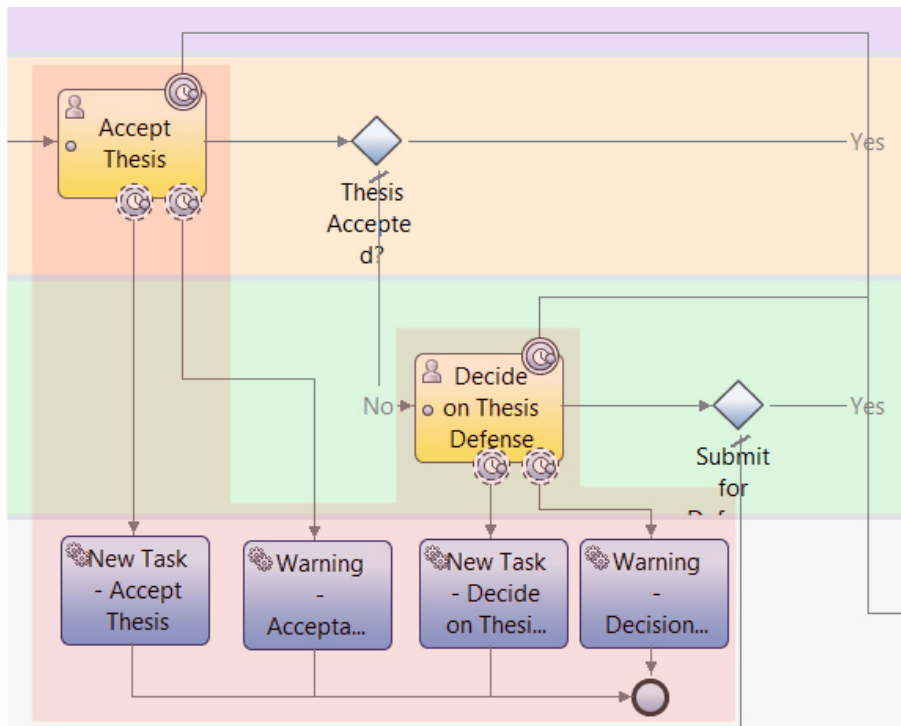 Accept
Thesis
Yes
Thesis
Accepte
d?
No
Decide
on Thesis
Defense
Yes
Submit
for
New Task
- Accept
Thesis
Warning
-
Accepta...
New Task
- Decide
on Thesi...
Warning
-
Decision...